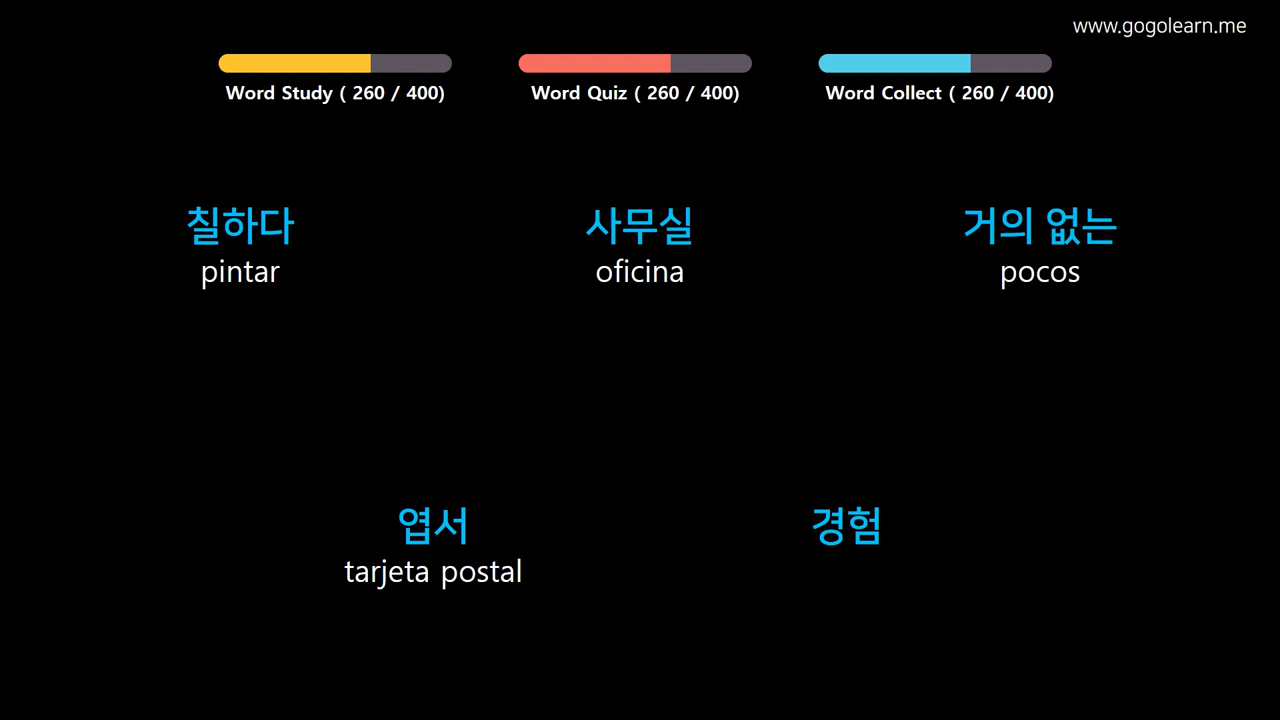 www.gogolearn.me
Word Study ( 260 / 400)
Word Quiz ( 260 / 400)
Word Collect ( 260 / 400)
칠하다
pintar
사무실
oficina
거의 없는
pocos
엽서
tarjeta postal
경험